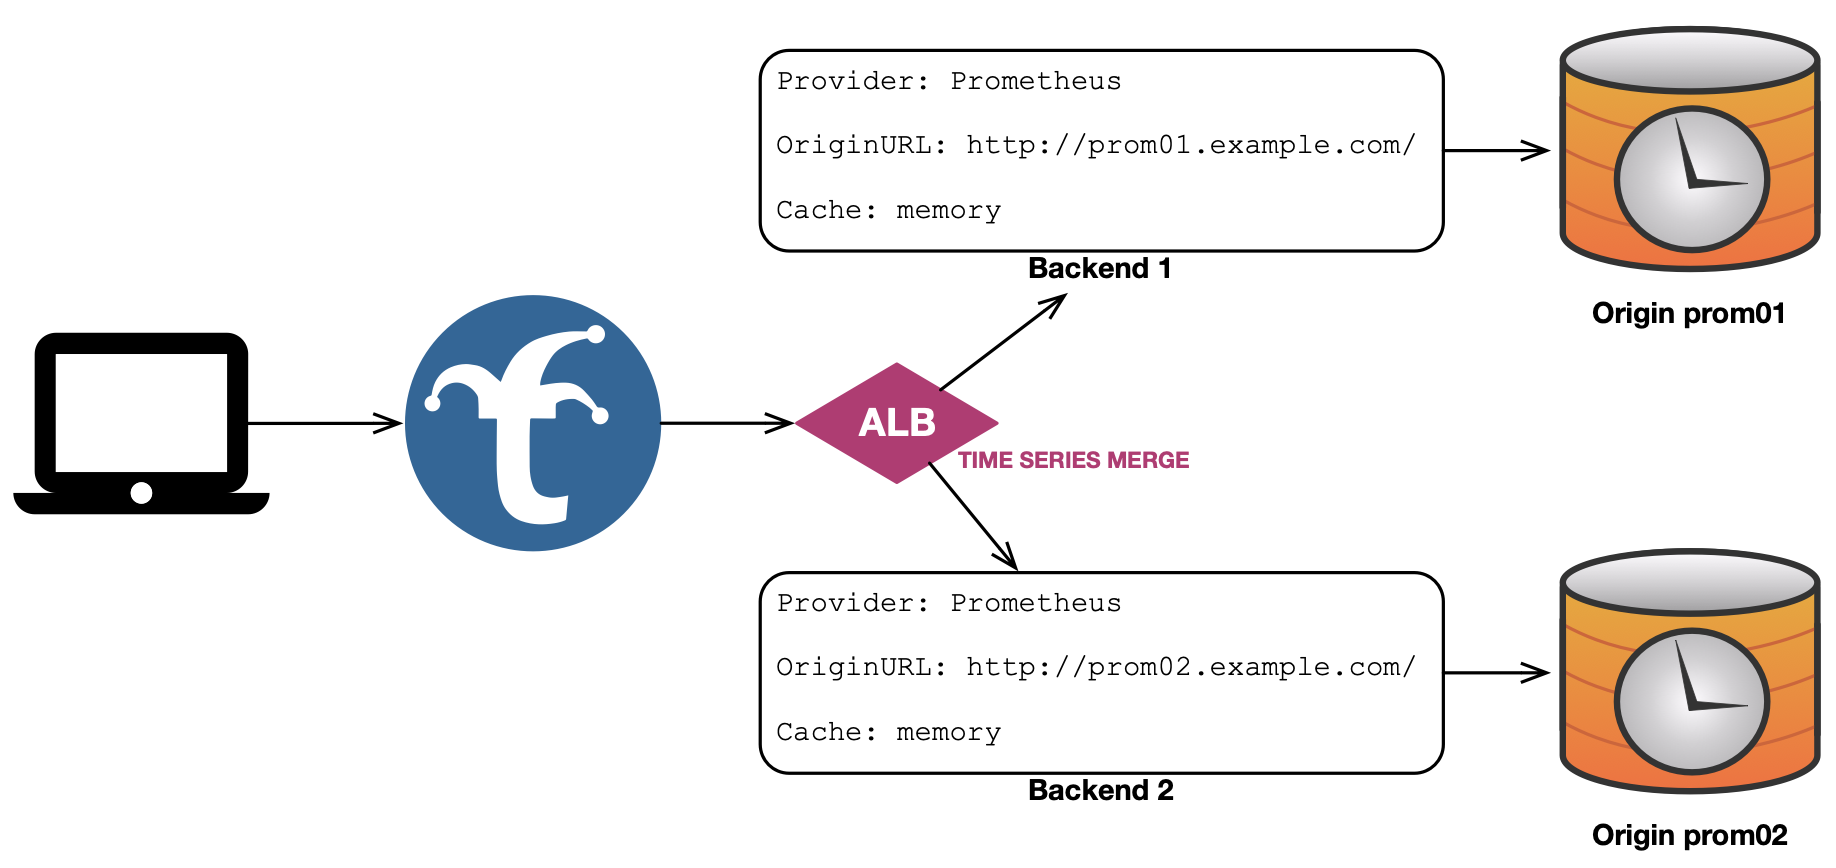 Provider: Prometheus
OriginURL: http://prom01.example.com/
Cache: memory
Backend 1
Origin prom01
ALB
TIME SERIES MERGE
Provider: Prometheus
OriginURL: http://prom02.example.com/
Cache: memory
Backend 2
Origin prom02